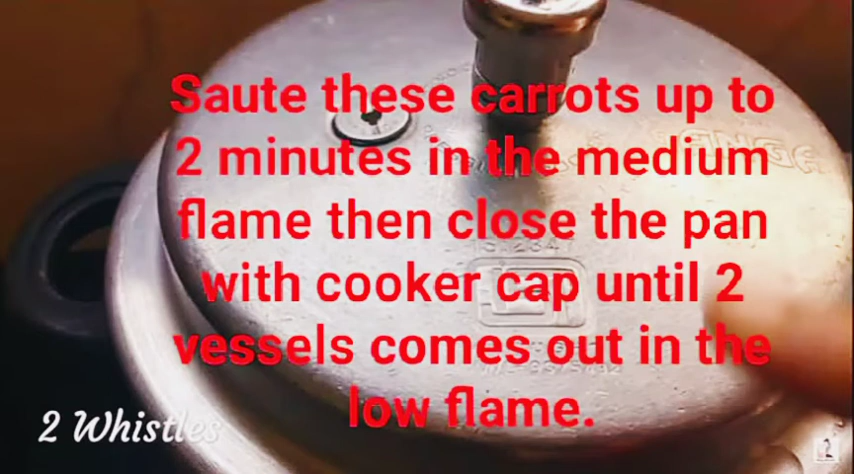 Saute these carrots up to
2 minutes in the medium
flame then close the pan
with cooker cap until 2
vessels comes out in the
low flame.
2 Whistles